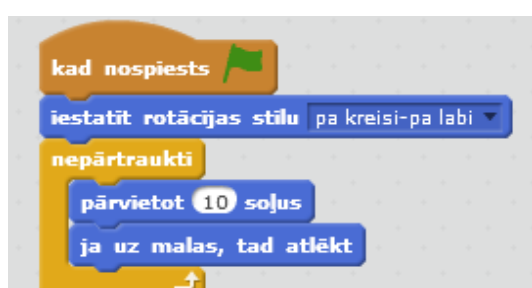 kad nospiests
iestatīt rotācijas stilu pa kreisi-pa labi
nepārtraukti
pārvietot 10 soļus
ja uz malas, tad atlēkt